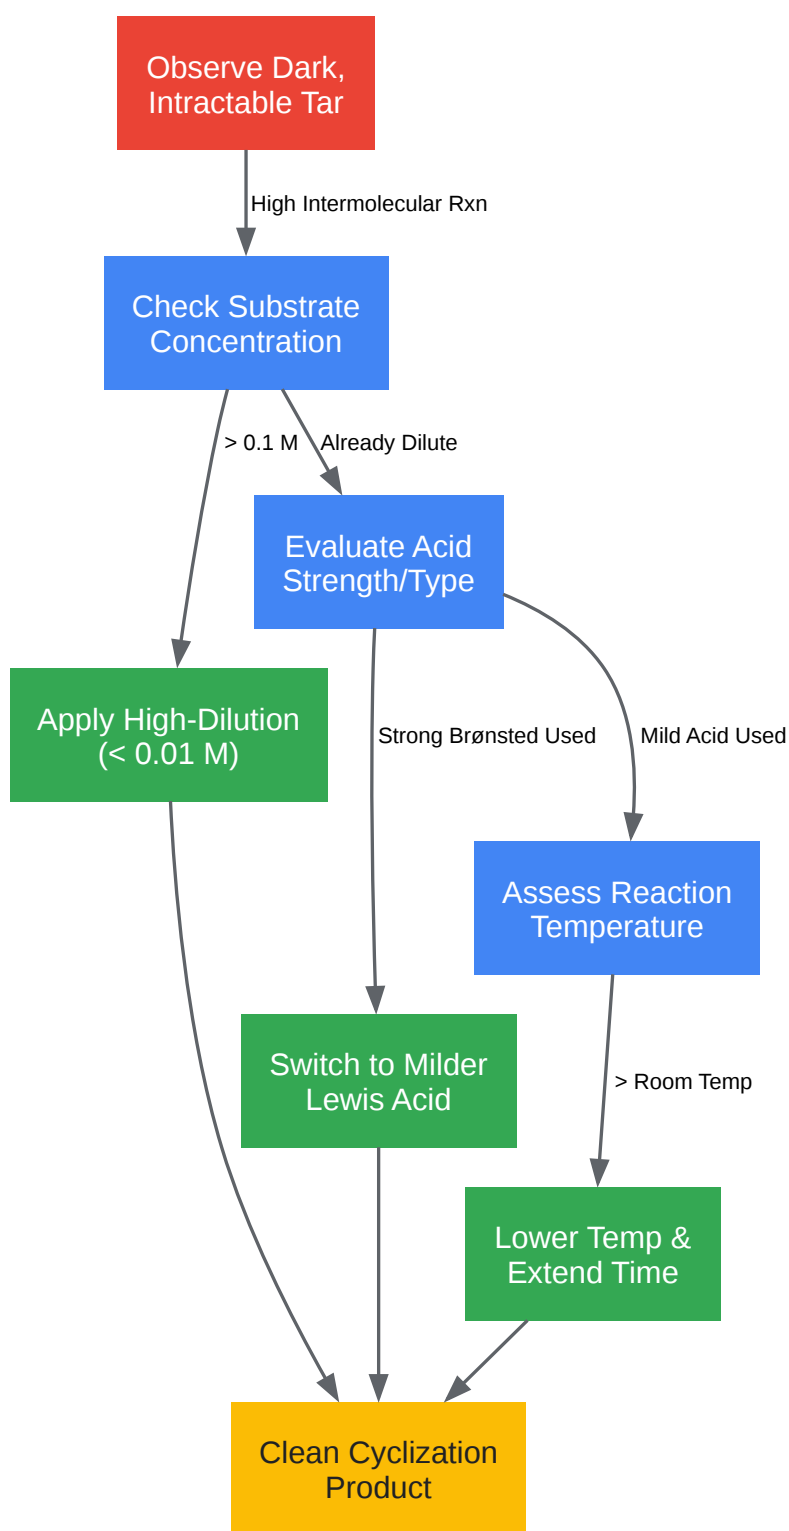 Observe Dark,
Intractable Tar
High Intermolecular Rxn
Check Substrate
Concentration
> 0.1 M
Already Dilute
Evaluate Acid
Strength/Type
Apply High-Dilution
(< 0.01 M)
Strong Brønsted Used
Mild Acid Used
Assess Reaction
Temperature
Switch to Milder
Lewis Acid
> Room Temp
Lower Temp &
Extend Time
Clean Cyclization
Product